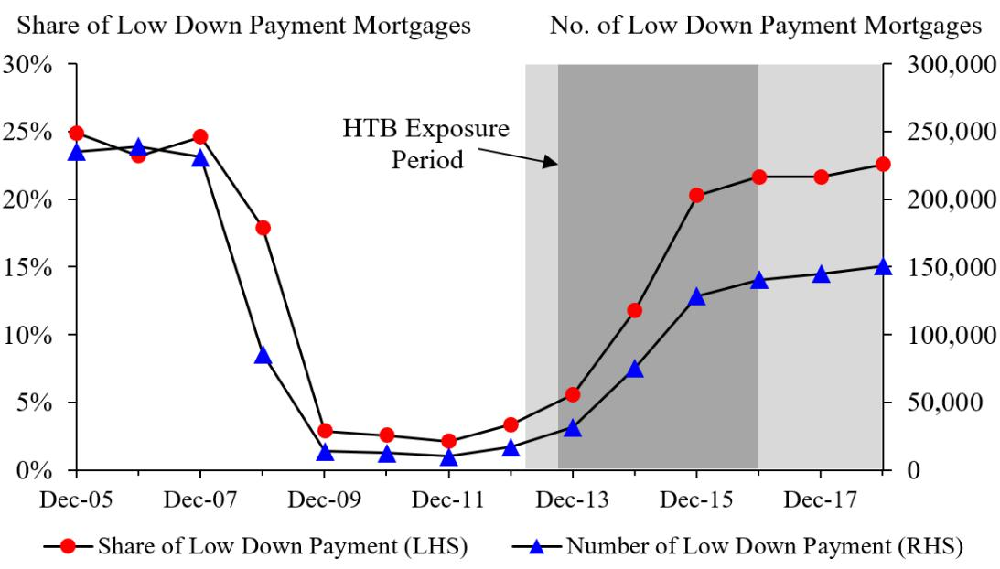 Share of Low Down Payment Mortgages
No. of Low Down Payment Mortgages
30%
25%
20%
15%
10%
5%
0%
HTB Exposure
Period
300,000
250,000
200,000
150,000
100,000
50,000
0
Dec-05
Dec-07
Dec-09
Dec-11
Dec-13
Dec-15
Dec-17
Share of Low Down Payment (LHS)
Number of Low Down Payment (RHS)